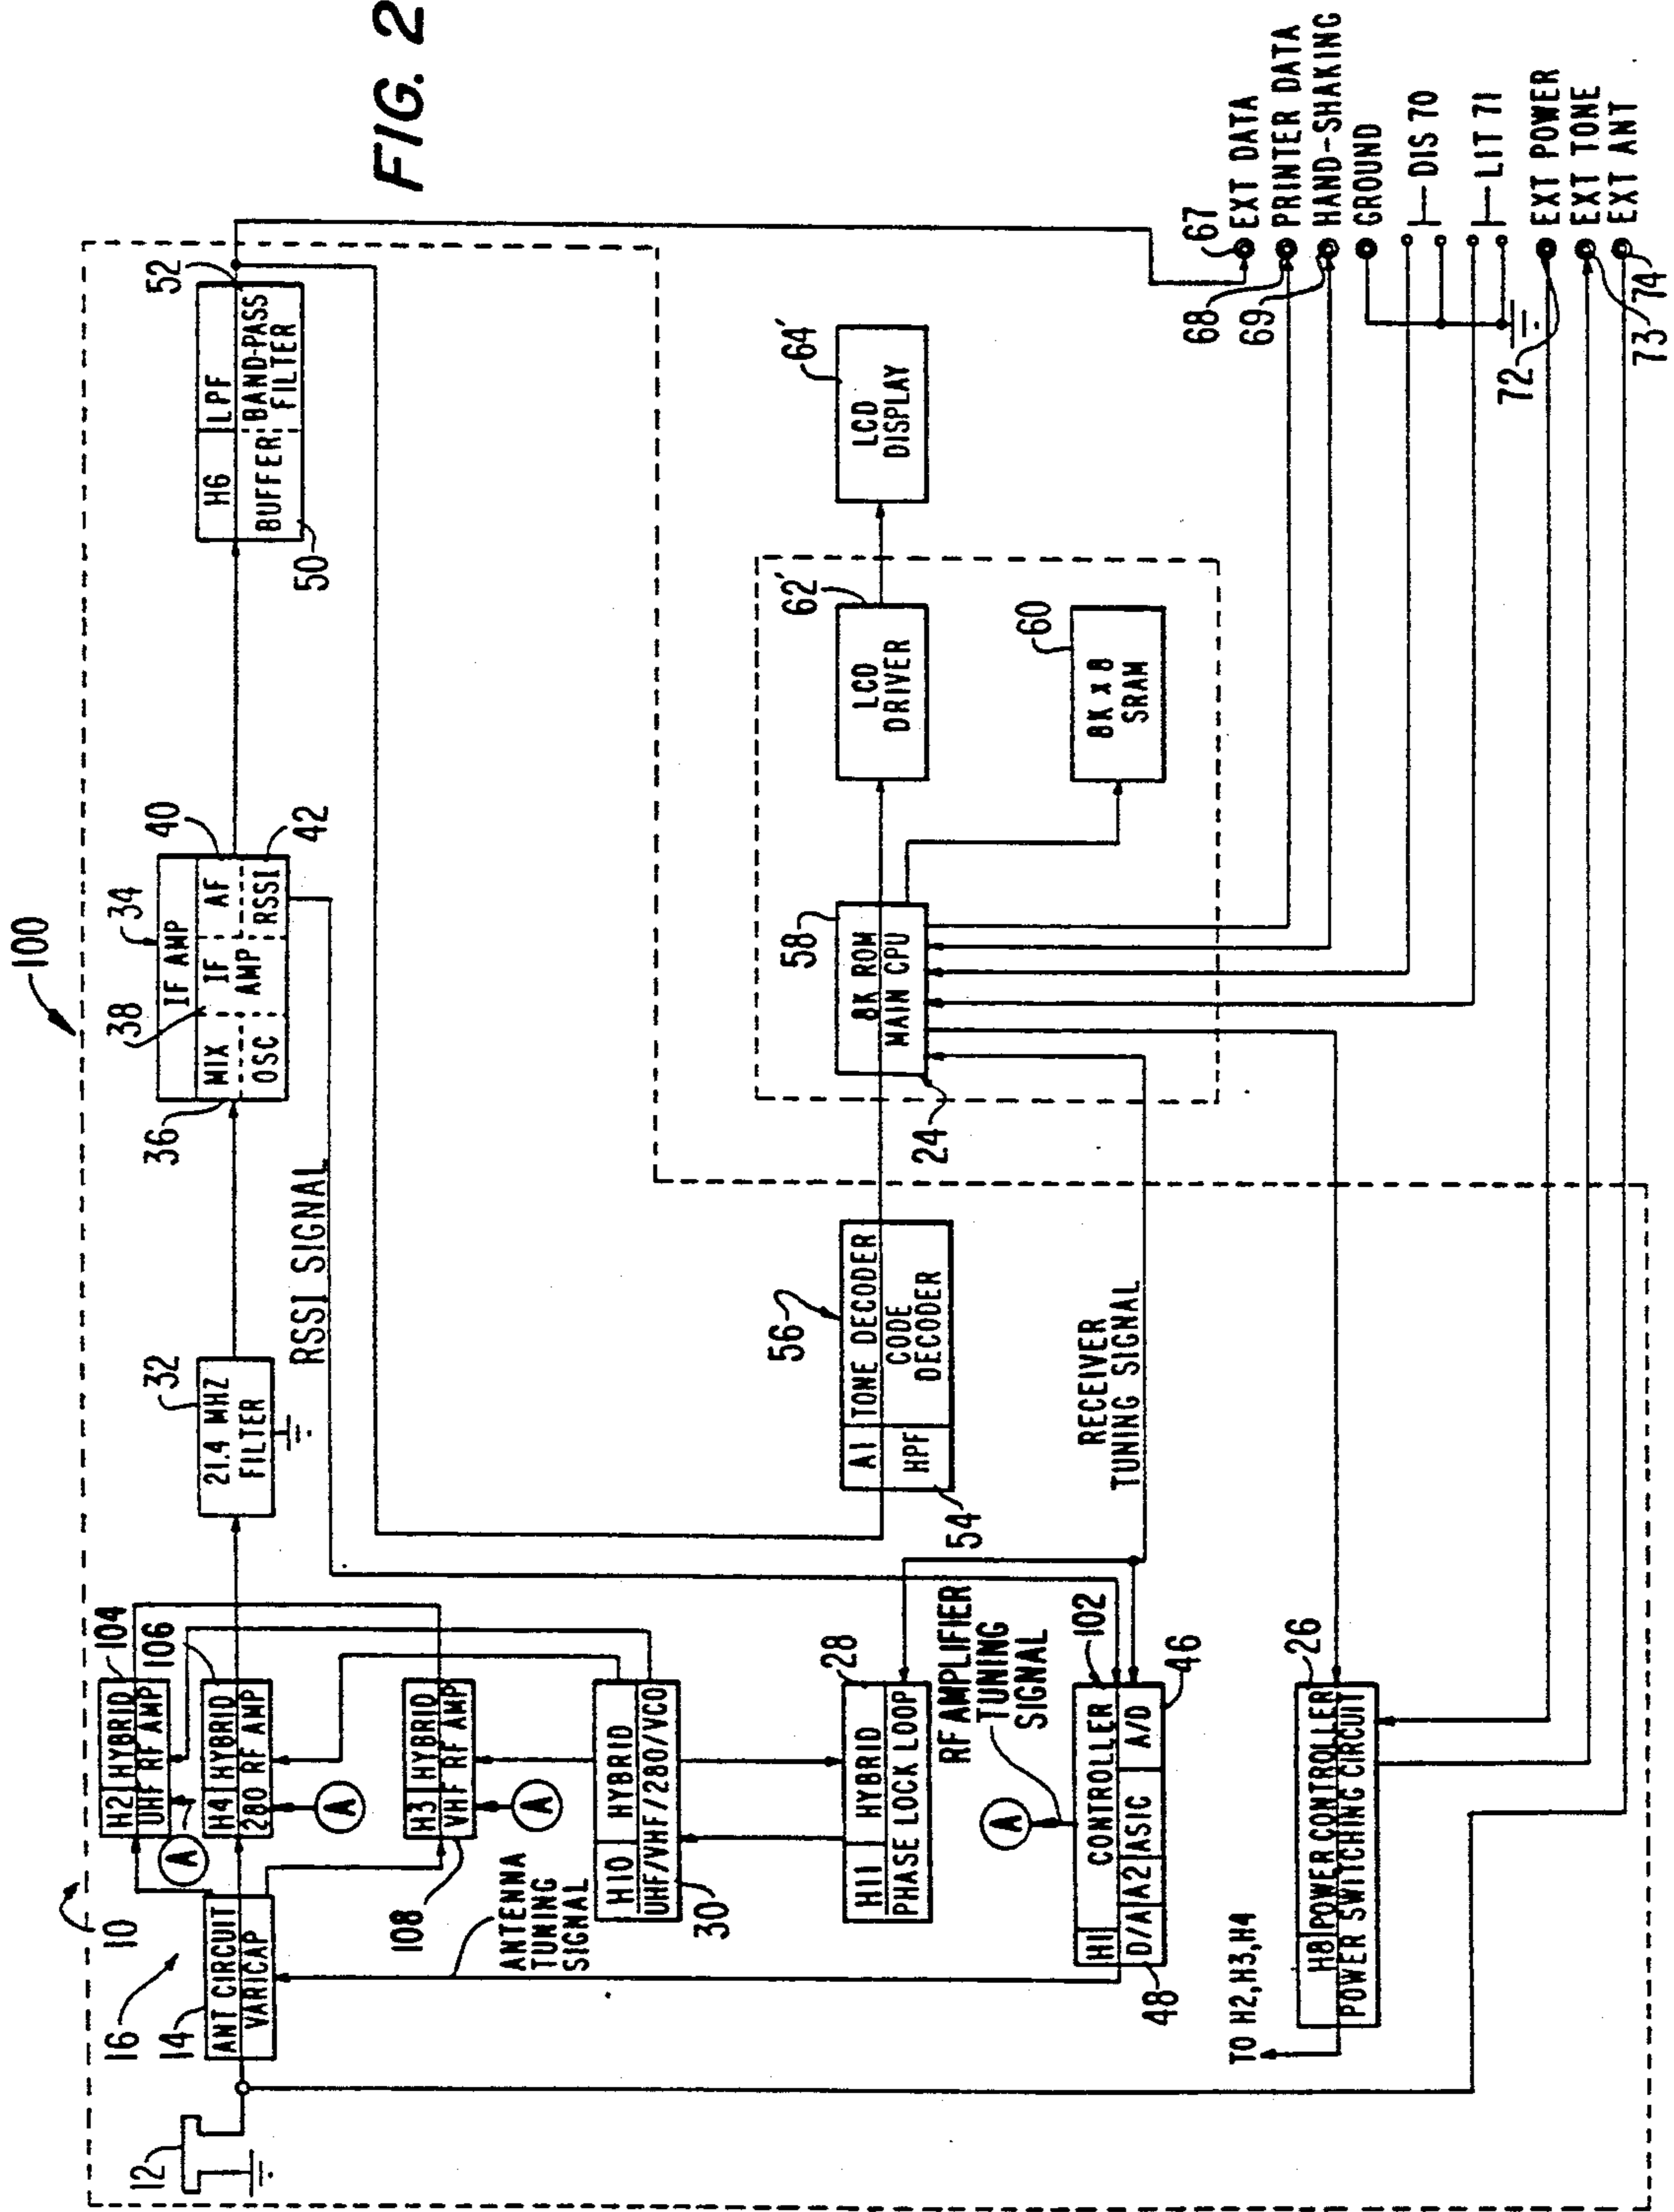 FIG. 2
100
10
12
16
14
ANT CIRCUIT
VARICAP
104
H2 HYBRID
UHF RF AMP
A
106
H4 HYBRID
280 RF AMP
A
108
H3 HYBRID
VHF RF AMP
A
ANTENNA
TUNING
SIGNAL
H10 HYBRID
UHF/VHF/280/VCO
30
28
H11 HYBRID
PHASE LOCK LOOP
RF AMPLIFIER
TUNING
SIGNAL
A
102
H1 CONTROLLER
D/A A2 ASIC A/D
46
48
26
H8 POWER CONTROLLER
POWER SWITCHING CIRCUIT
TO H2,H3,H4
32
21.4 MHZ
FILTER
RSSI SIGNAL
34
IF AMP
38
36
MIX
OSC
IF
AMP
AF
RSSI
40
42
H6 LPF
BUFFER
BAND-PASS
FILTER
50
52
56
A1 TONE DECODER
HPF
CODE
DECODER
54
RECEIVER
TUNING SIGNAL
58
8K ROM
MAIN CPU
24
62'
LCD
DRIVER
60
8K X 8
SRAM
64'
LCD
DISPLAY
67 EXT DATA
68 PRINTER DATA
69 HAND-SHAKING
GROUND
DIS 70
LIT 71
72 EXT POWER
73 EXT TONE
74 EXT ANT